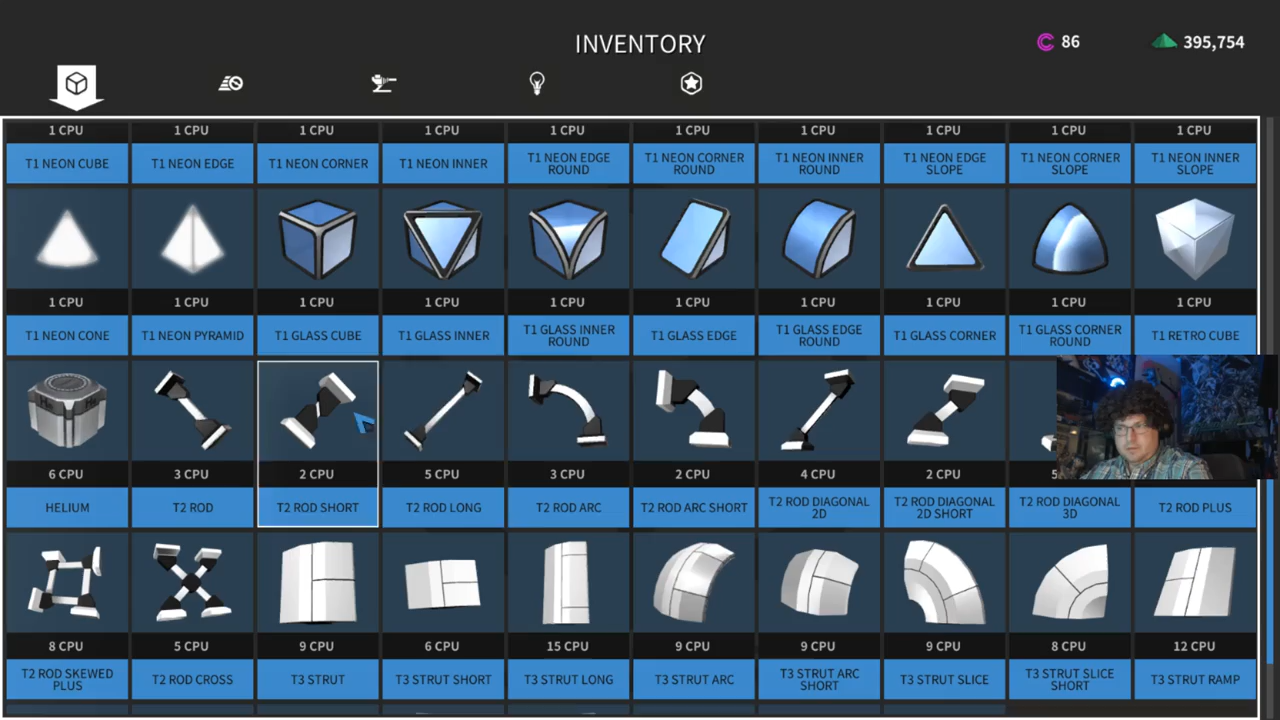 INVENTORY
86
395,754
1 CPU 1 CPU 1 CPU 1 CPU 1 CPU 1 CPU 1 CPU 1 CPU 1 CPU 1 CPU
T1 NEON CUBE
T1 NEON EDGE
T1 NEON CORNER
T1 NEON INNER
T1 NEON EDGE
ROUND
T1 NEON CORNER
ROUND
T1 NEON INNER
ROUND
T1 NEON EDGE
SLOPE
T1 NEON CORNER
SLOPE
T1 NEON INNER
SLOPE
1 CPU 1 CPU 1 CPU 1 CPU 1 CPU 1 CPU 1 CPU 1 CPU 1 CPU 1 CPU
T1 NEON CONE
T1 NEON PYRAMID
T1 GLASS CUBE
T1 GLASS INNER
T1 GLASS INNER
ROUND
T1 GLASS EDGE
T1 GLASS EDGE
ROUND
T1 GLASS CORNER
T1 GLASS CORNER
ROUND
T1 RETRO CUBE
6 CPU 3 CPU 2 CPU 5 CPU 3 CPU 2 CPU 4 CPU 2 CPU 5
HELIUM
T2 ROD
T2 ROD SHORT
T2 ROD LONG
T2 ROD ARC
T2 ROD ARC SHORT
T2 ROD DIAGONAL
2D
T2 ROD DIAGONAL
2D SHORT
T2 ROD DIAGONAL
3D
T2 ROD PLUS
8 CPU 5 CPU 9 CPU 6 CPU 15 CPU 9 CPU 9 CPU 9 CPU 8 CPU 12 CPU
T2 ROD SKEWED
PLUS
T2 ROD CROSS
T3 STRUT
T3 STRUT SHORT
T3 STRUT LONG
T3 STRUT ARC
T3 STRUT ARC
SHORT
T3 STRUT SLICE
T3 STRUT SLICE
SHORT
T3 STRUT RAMP